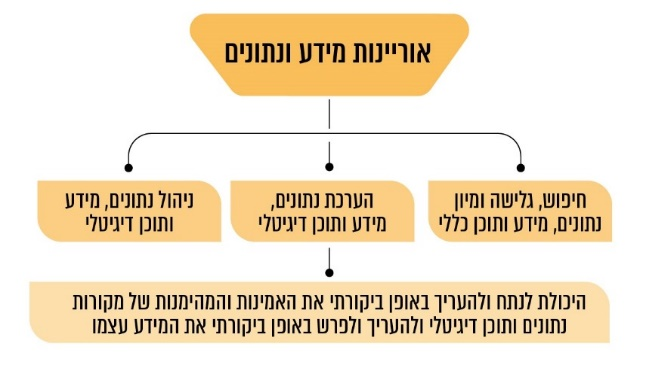 אוריינות מידע ונתונים
חיפוש, גלישה ומיון
נתונים, מידע ותוכן כללי
הערכת נתונים,
מידע ותוכן דיגיטלי
ניהול נתונים, מידע
ותוכן דיגיטלי
היכולת לנתח ולהעריך באופן ביקורתי את האמינות והמהימנות של מקורות
נתונים ותוכן דיגיטלי ולהעריך ולפרש באופן ביקורתי את המידע עצמו